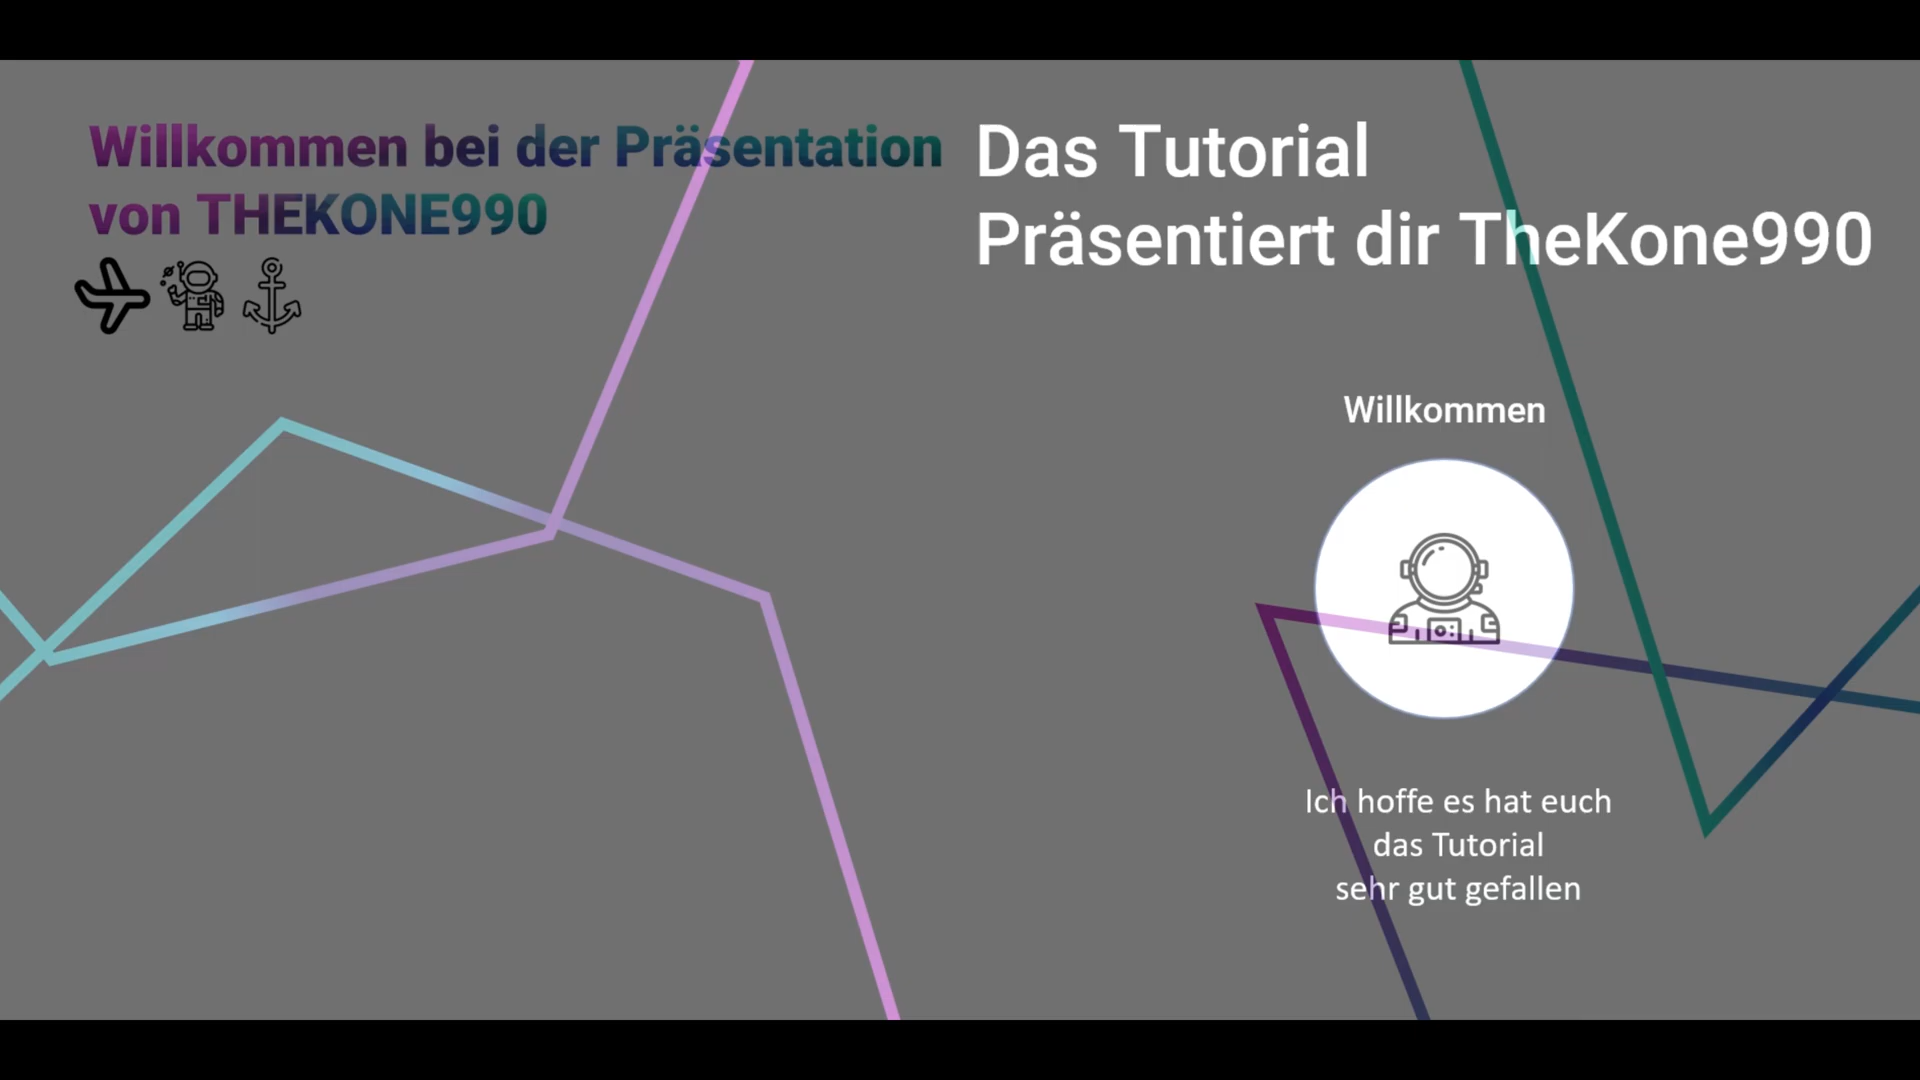 Willkommen bei der Präsentation
von THEKONE990
Das Tutorial
Präsentiert dir TheKone990
Willkommen
Ich hoffe es hat euch
das Tutorial
sehr gut gefallen